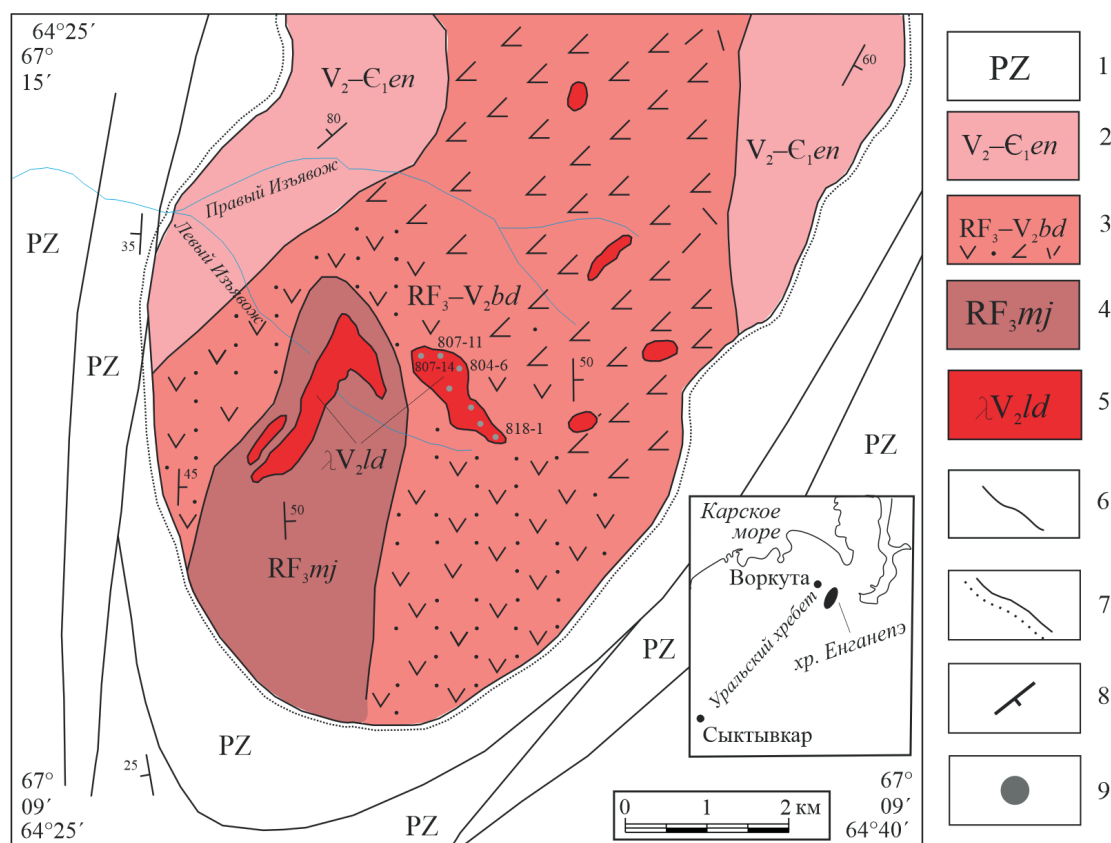 64°25′
67°
15′
V₂–Є₁en
80
60
V₂–Є₁en
Правый Изъявож
Левый Изъявож
PZ
35
RF₃–V₂bd
PZ
807-11
807-14
804-6
50
818-1
λV₂ld
PZ
45
50
RF₃mj
Карское
море
Воркута
Уральский хребет
хр. Енганепэ
Сыктывкар
PZ
PZ
25
67°
09′
64°25′
PZ
0 1 2 км
67°
09′
64°40′
PZ 1
V₂–Є₁en 2
RF₃–V₂bd 3
RF₃mj 4
λV₂ld 5
6
7
8
9